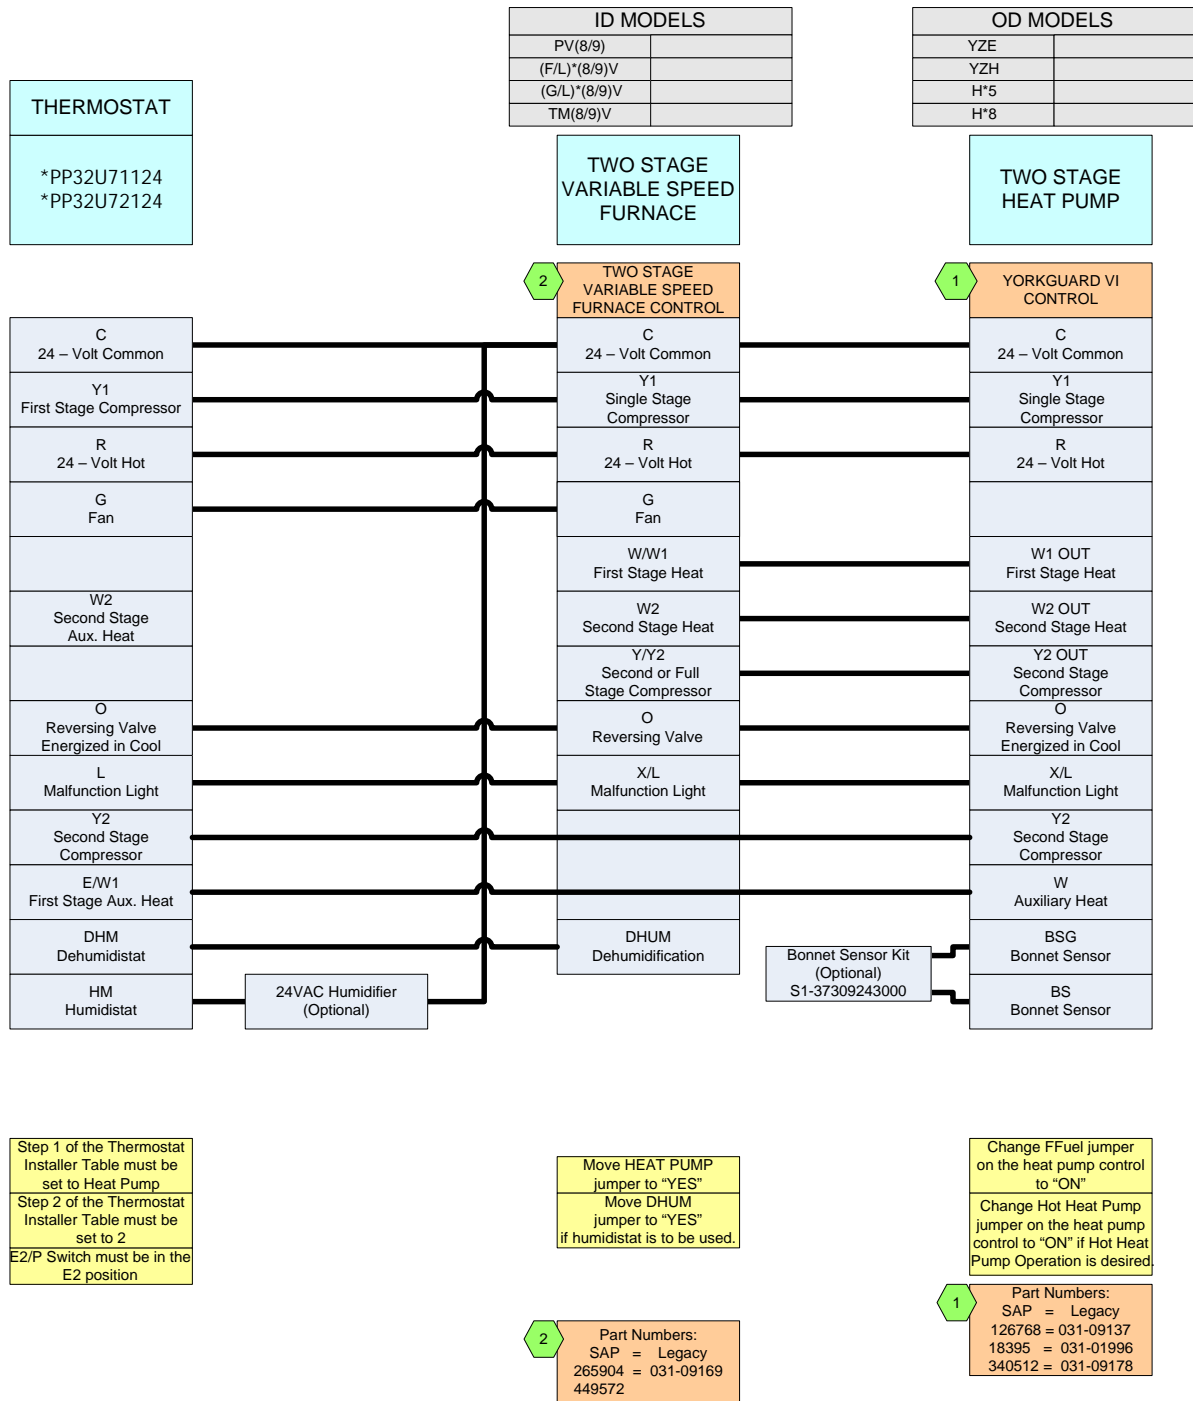 ID MODELS
PV(8/9)
(F/L)*(8/9)V
(G/L)*(8/9)V
TM(8/9)V
OD MODELS
YZE
YZH
H*5
H*8
THERMOSTAT
*PP32U71124
*PP32U72124
TWO STAGE
VARIABLE SPEED
FURNACE
TWO STAGE
HEAT PUMP
2
TWO STAGE
VARIABLE SPEED
FURNACE CONTROL
1
YORKGUARD VI
CONTROL
C
24 – Volt Common
Y1
First Stage Compressor
R
24 – Volt Hot
G
Fan
W2
Second Stage
Aux. Heat
O
Reversing Valve
Energized in Cool
L
Malfunction Light
Y2
Second Stage
Compressor
E/W1
First Stage Aux. Heat
DHM
Dehumidistat
HM
Humidistat
24VAC Humidifier
(Optional)
C
24 – Volt Common
Y1
Single Stage
Compressor
R
24 – Volt Hot
G
Fan
W/W1
First Stage Heat
W2
Second Stage Heat
Y/Y2
Second or Full
Stage Compressor
O
Reversing Valve
X/L
Malfunction Light
DHUM
Dehumidification
Bonnet Sensor Kit
(Optional)
S1-37309243000
C
24 – Volt Common
Y1
Single Stage
Compressor
R
24 – Volt Hot
W1 OUT
First Stage Heat
W2 OUT
Second Stage Heat
Y2 OUT
Second Stage
Compressor
O
Reversing Valve
Energized in Cool
X/L
Malfunction Light
Y2
Second Stage
Compressor
W
Auxiliary Heat
BSG
Bonnet Sensor
BS
Bonnet Sensor
Step 1 of the Thermostat
Installer Table must be
set to Heat Pump
Step 2 of the Thermostat
Installer Table must be
set to 2
E2/P Switch must be in the
E2 position
Move HEAT PUMP
jumper to “YES”
Move DHUM
jumper to “YES”
if humidistat is to be used.
Change FFuel jumper
on the heat pump control
to “ON”
Change Hot Heat Pump
jumper on the heat pump
control to “ON” if Hot Heat
Pump Operation is desired.
2
Part Numbers:
SAP = Legacy
265904 = 031-09169
449572
1
Part Numbers:
SAP = Legacy
126768 = 031-09137
18395 = 031-01996
340512 = 031-09178